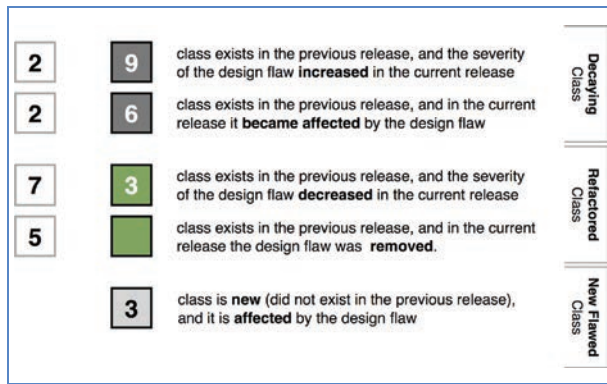 2 9 class exists in the previous release, and the severity
of the design flaw increased in the current release
2 6 class exists in the previous release, and in the current
release it became affected by the design flaw
Decaying
Class
7 3 class exists in the previous release, and the severity
of the design flaw decreased in the current release
5 class exists in the previous release, and in the current
release the design flaw was removed.
Refactored
Class
3 class is new (did not exist in the previous release),
and it is affected by the design flaw
New Flawed
Class